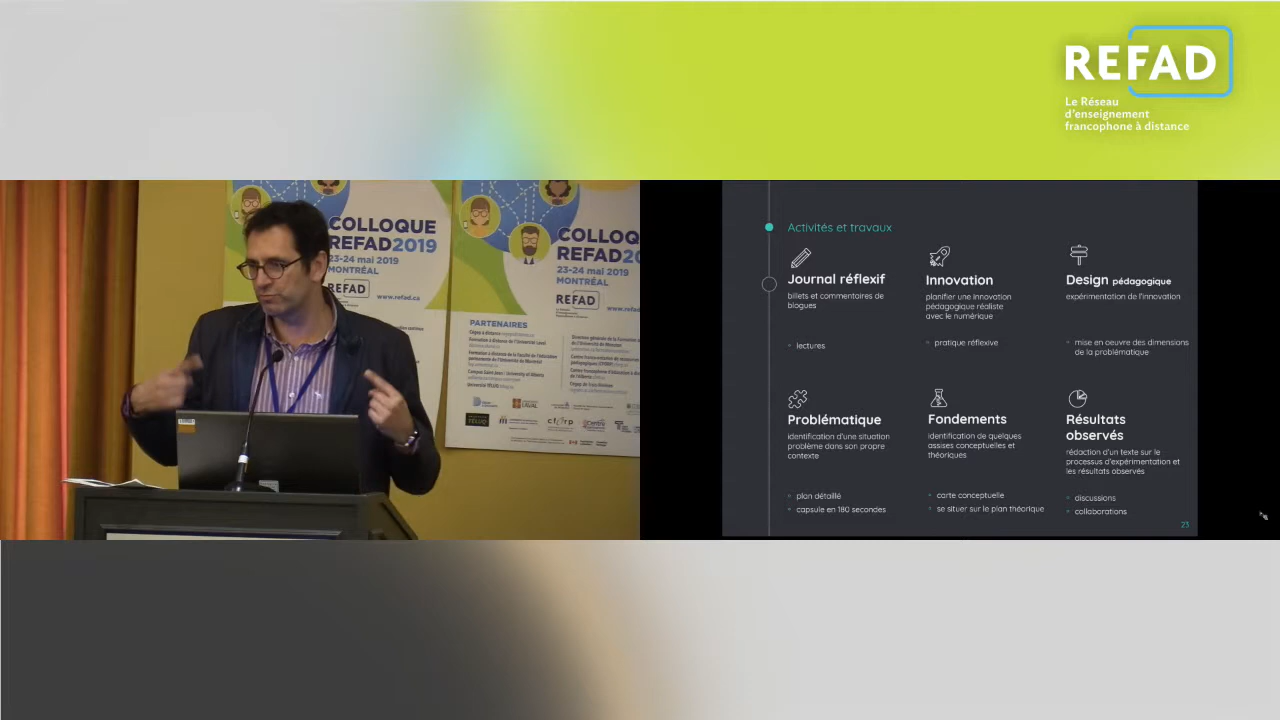 REFAD
Le Réseau
d'enseignement
francophone à distance
COLLOQUE
REFAD2019
23-24 mai 2019
MONTRÉAL
REFAD
www.refad.ca
COLLOQ
REFAD20
23-24 mai 2019
MONTRÉAL
REFAD
www.refad
PARTENAIRES
Activités et travaux
Journal réflexif
billets et commentaires de
blogues
lectures
Innovation
planifier une innovation
pédagogique réaliste
avec le numérique
pratique réflexive
Design pédagogique
expérimentation de l'innovation
mise en oeuvre des dimensions
de la problématique
Problématique
identification d'une situation
problème dans son propre
contexte
plan détaillé
capsule en 180 secondes
Fondements
identification de quelques
assises conceptuelles et
théoriques
carte conceptuelle
se situer sur le plan théorique
Résultats
observés
rédaction d'un texte sur le
processus d'expérimentation et
les résultats observés
discussions
collaborations
23